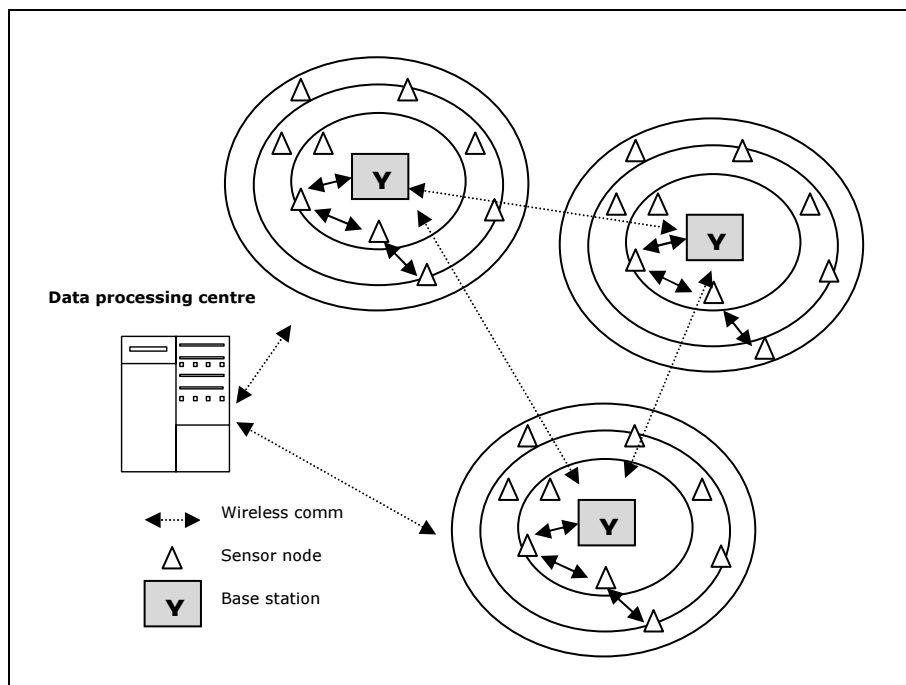 Y
Y
Data processing centre
Y
Wireless comm
Sensor node
Y
Base station